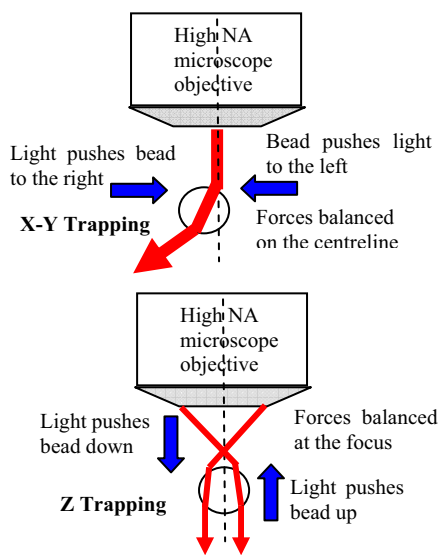 High NA
microscope
objective
Light pushes bead
to the right
Bead pushes light
to the left
X-Y Trapping
Forces balanced
on the centreline
High NA
microscope
objective
Light pushes
bead down
Forces balanced
at the focus
Z Trapping
Light pushes
bead up